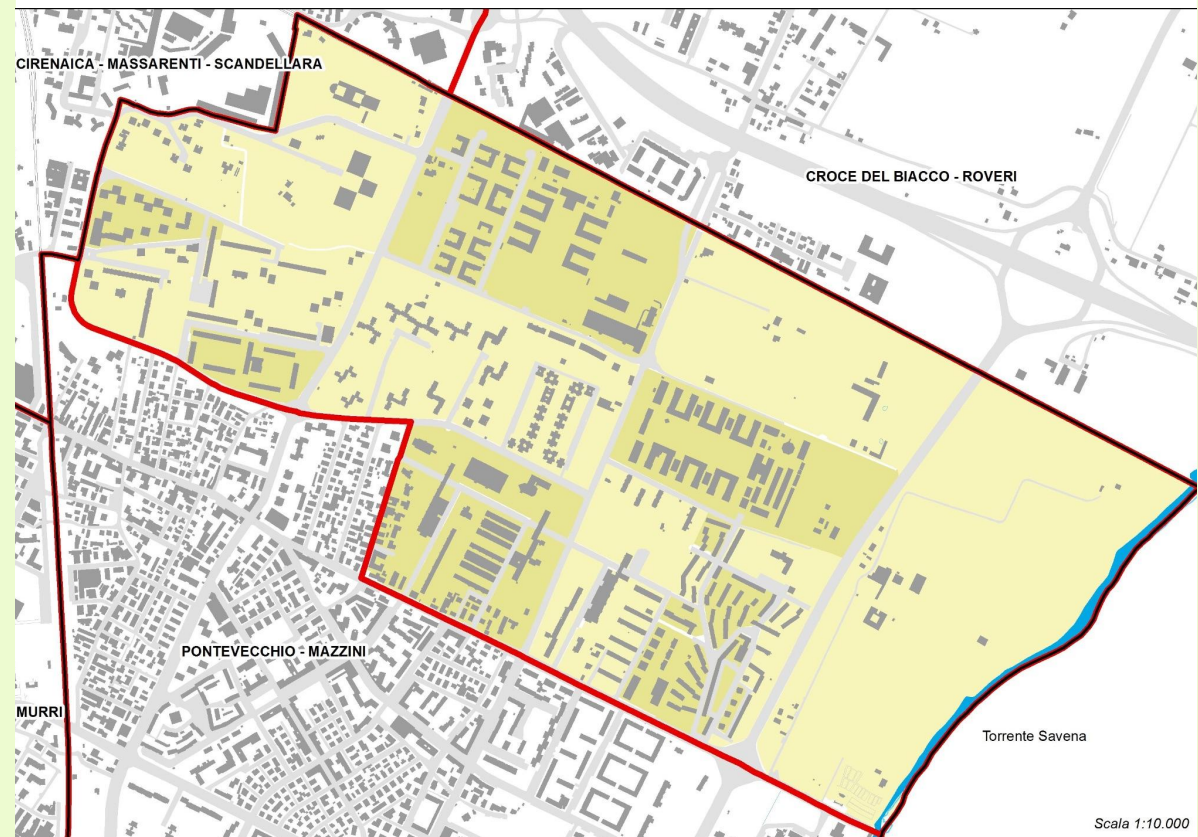 CIRENAICA - MASSARENTI - SCANDELLARA
CROCE DEL BIACCO - ROVERI
PONTEVECCHIO - MAZZINI
MURRI
Torrente Savena
Scala 1:10.000